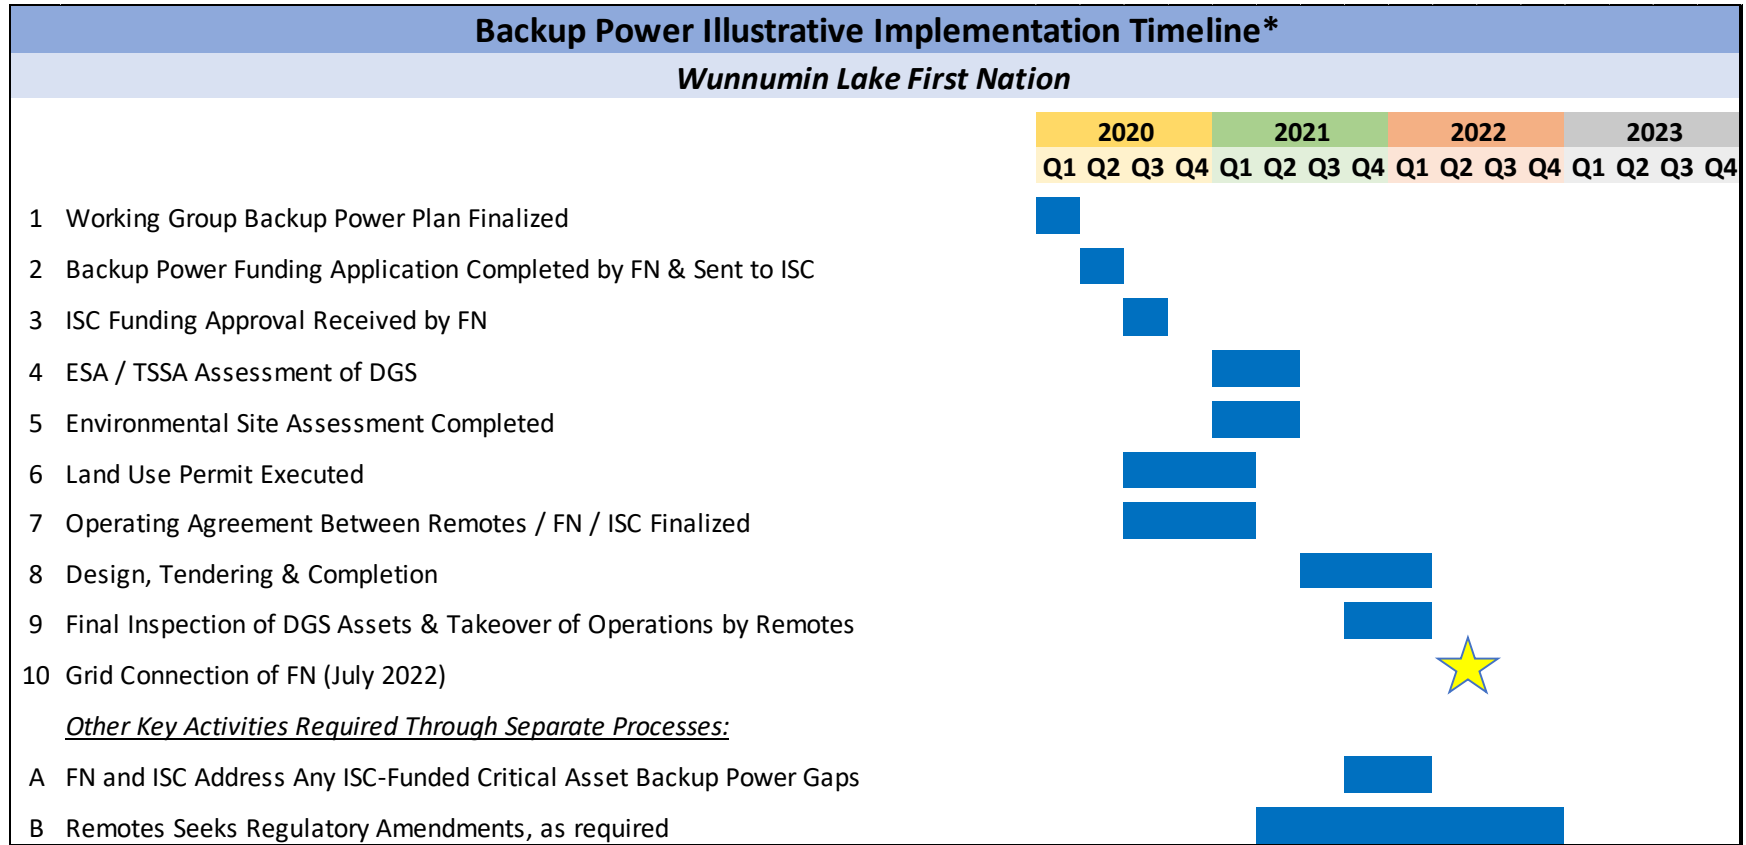 Backup Power Illustrative Implementation Timeline*
Wunnumin Lake First Nation
2020 2021 2022 2023
Q1 Q2 Q3 Q4 Q1 Q2 Q3 Q4 Q1 Q2 Q3 Q4 Q1 Q2 Q3 Q4
1 Working Group Backup Power Plan Finalized
2 Backup Power Funding Application Completed by FN & Sent to ISC
3 ISC Funding Approval Received by FN
4 ESA / TSSA Assessment of DGS
5 Environmental Site Assessment Completed
6 Land Use Permit Executed
7 Operating Agreement Between Remotes / FN / ISC Finalized
8 Design, Tendering & Completion
9 Final Inspection of DGS Assets & Takeover of Operations by Remotes
10 Grid Connection of FN (July 2022)
Other Key Activities Required Through Separate Processes:
A FN and ISC Address Any ISC-Funded Critical Asset Backup Power Gaps
B Remotes Seeks Regulatory Amendments, as required